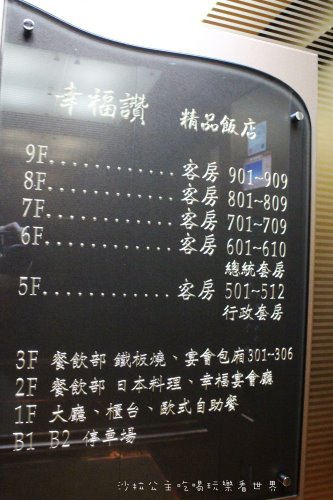 幸福讚 精品飯店
9F............客房 901~909
8F............客房 801~809
7F............客房 701~709
6F............客房 601~610
總統套房
5F............客房 501~512
行政套房
3F 餐飲部 鐵板燒、宴會包廂301~306
2F 餐飲部 日本料理、幸福宴會廳
1F 大廳、櫃台、歐式自助餐
B1 B2 停車場
沙拉公主吃喝玩樂看世界